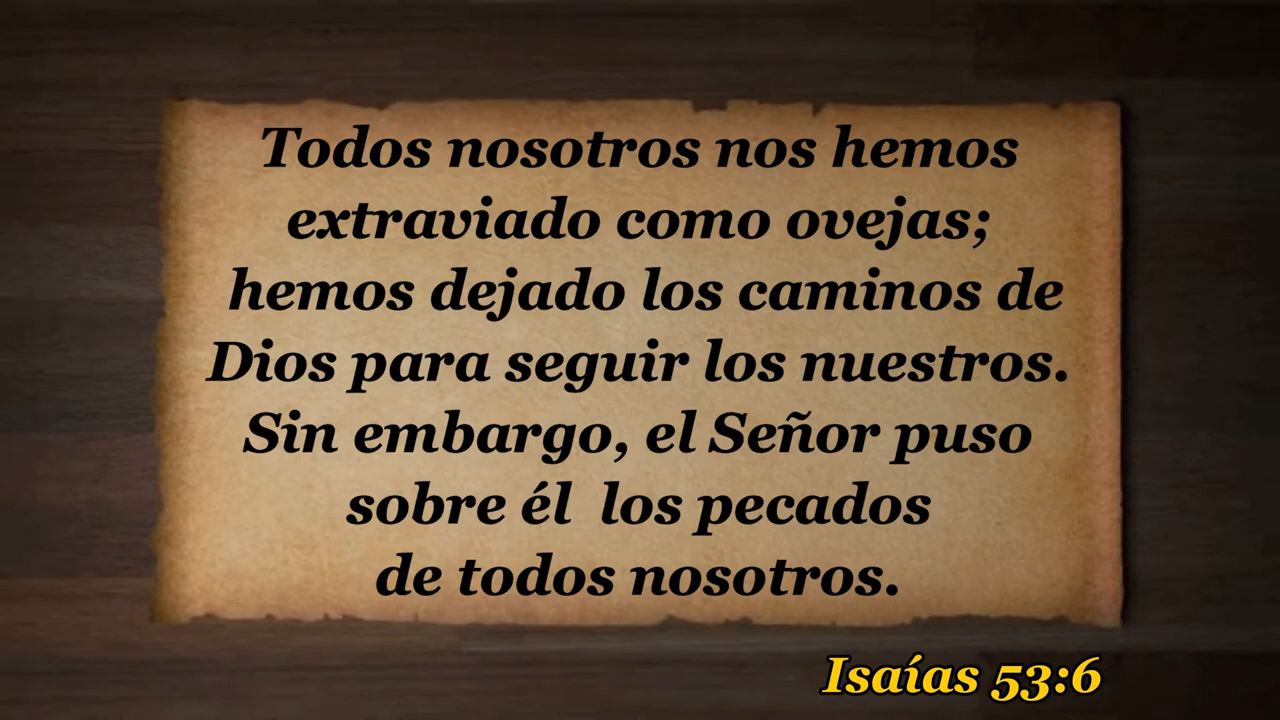 Todos nosotros nos hemos
extraviado como ovejas;
hemos dejado los caminos de
Dios para seguir los nuestros.
Sin embargo, el Señor puso
sobre él los pecados
de todos nosotros.
Isaías 53:6